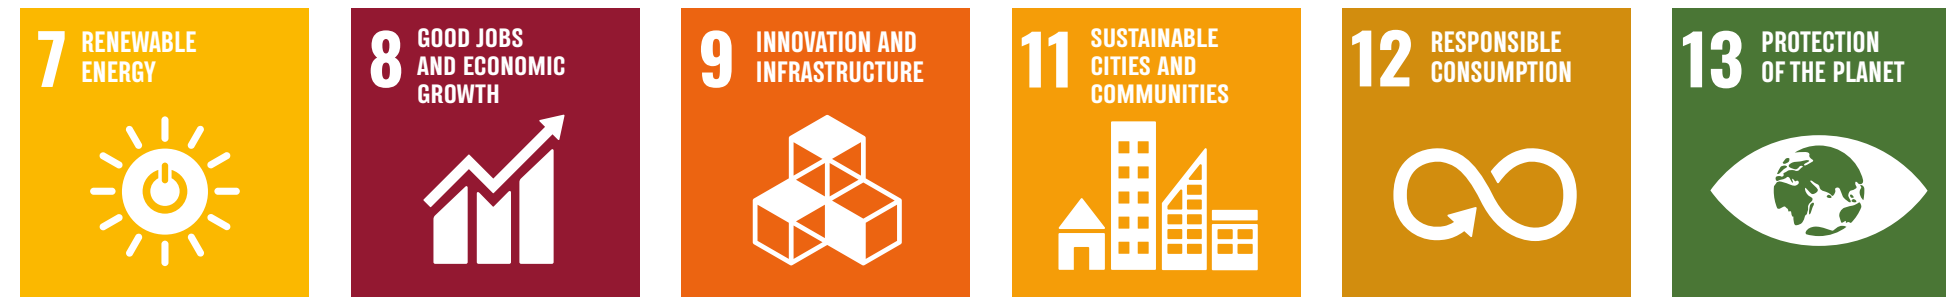 7 RENEWABLE
ENERGY
8 GOOD JOBS
AND ECONOMIC
GROWTH
9 INNOVATION AND
INFRASTRUCTURE
11 SUSTAINABLE
CITIES AND
COMMUNITIES
12 RESPONSIBLE
CONSUMPTION
13 PROTECTION
OF THE PLANET